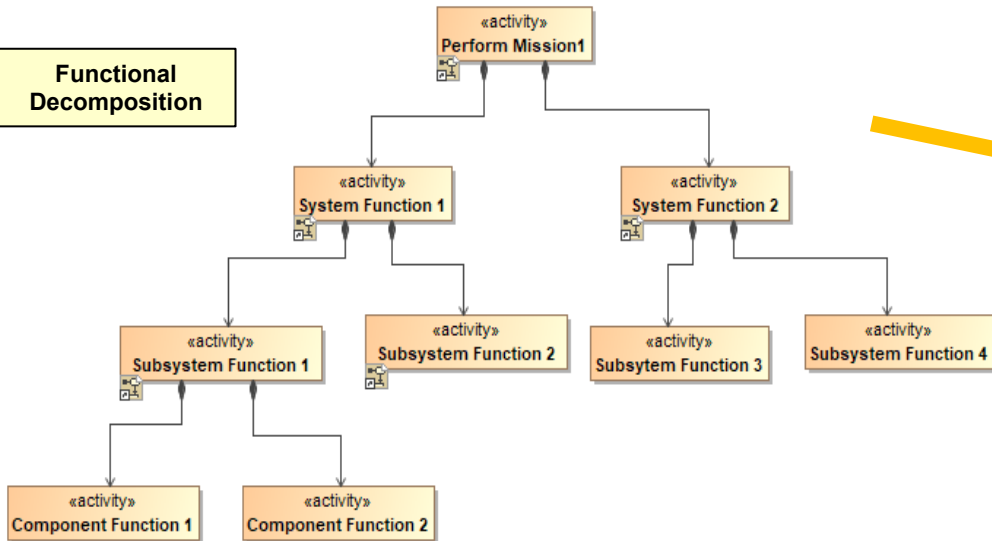 «activity»
Perform Mission1
Functional
Decomposition
«activity»
System Function 1
«activity»
System Function 2
«activity»
Subsystem Function 1
«activity»
Subsystem Function 2
«activity»
Subsytem Function 3
«activity»
Subsystem Function 4
«activity»
Component Function 1
«activity»
Component Function 2